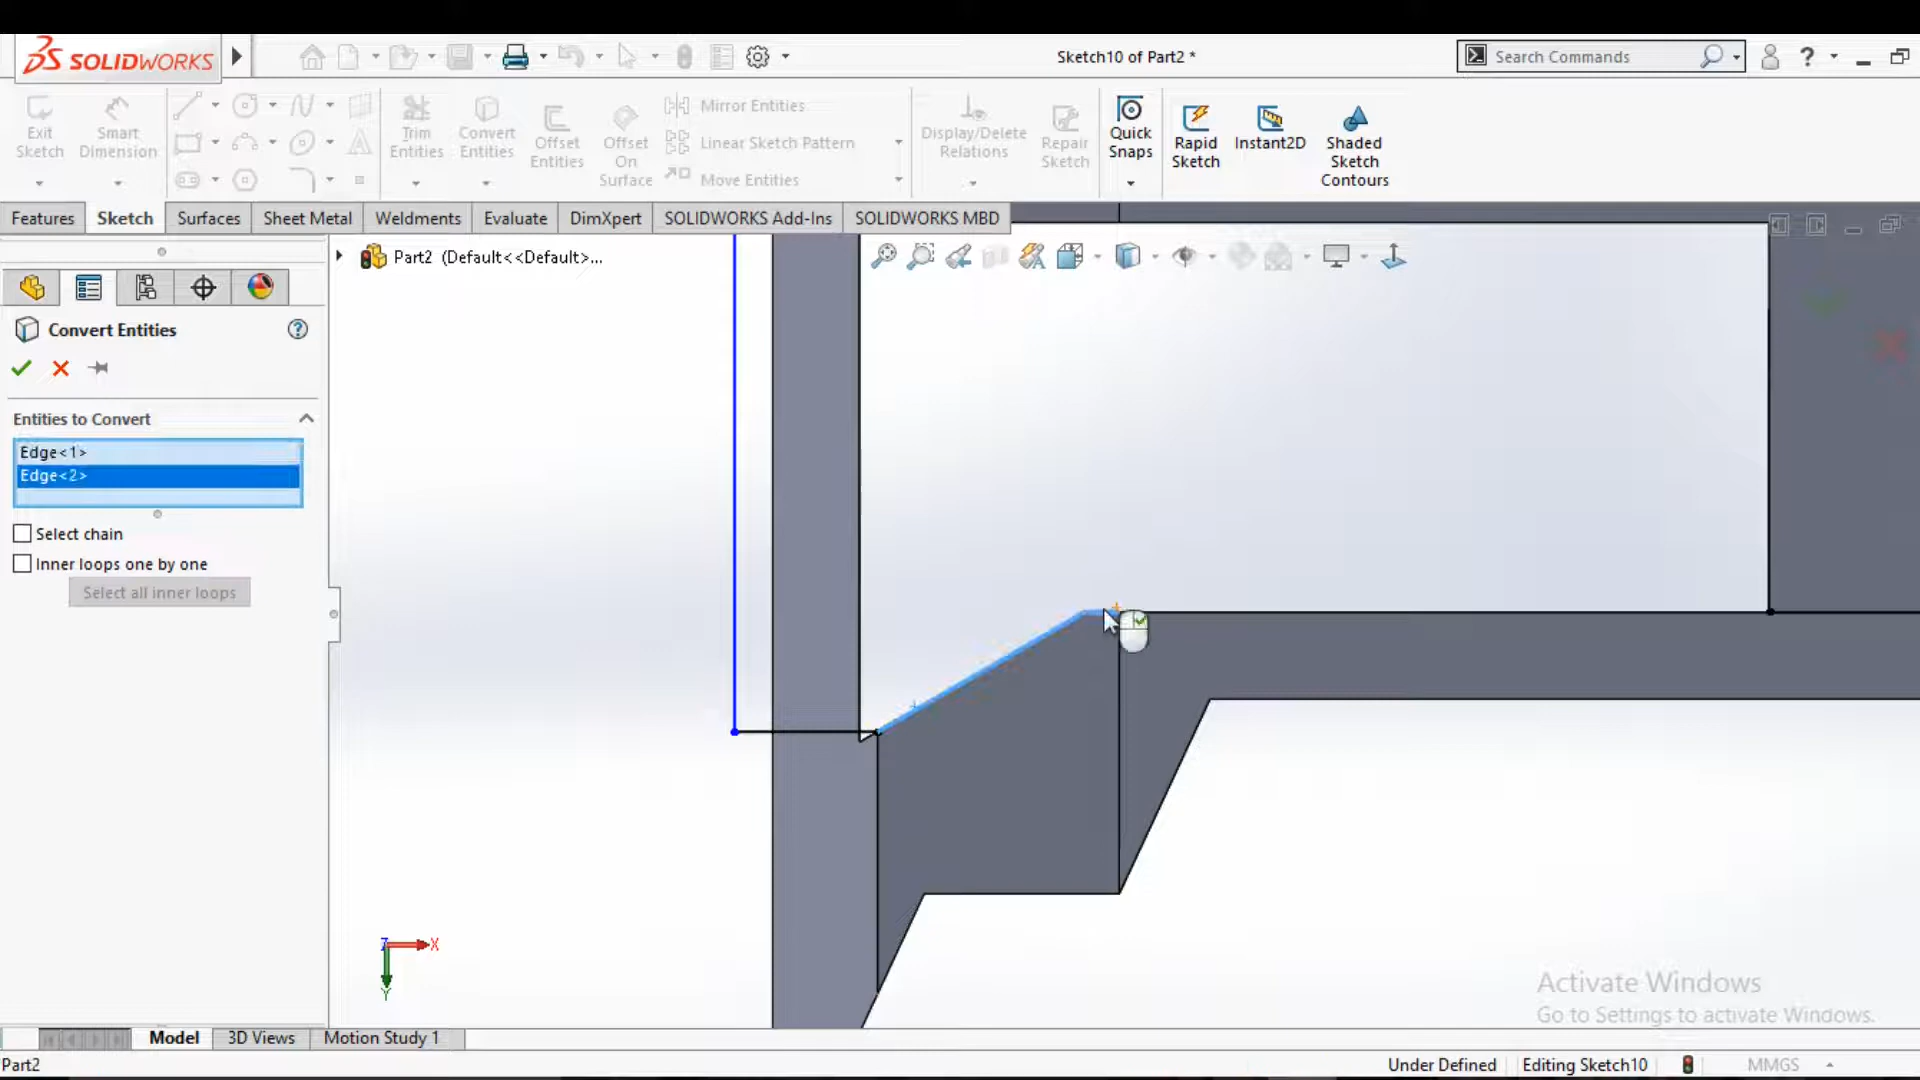 SOLIDWORKS
Sketch10 of Part2 *
Search Commands
?
Exit Sketch
Smart Dimension
Trim Entities
Convert Entities
Offset Entities
Offset On Surface
Mirror Entities
Linear Sketch Pattern
Move Entities
Display/Delete Relations
Repair Sketch
Quick Snaps
Rapid Sketch
Instant2D
Shaded Sketch Contours
Features
Sketch
Surfaces
Sheet Metal
Weldments
Evaluate
DimXpert
SOLIDWORKS Add-Ins
SOLIDWORKS MBD
Part2 (Default<<Default>...
Convert Entities
?
Entities to Convert
Edge<1>
Edge<2>
Select chain
Inner loops one by one
Select all inner loops
Z
X
Y
Activate Windows
Go to Settings to activate Windows.
Model
3D Views
Motion Study 1
Part2
Under Defined
Editing Sketch10
MMGS